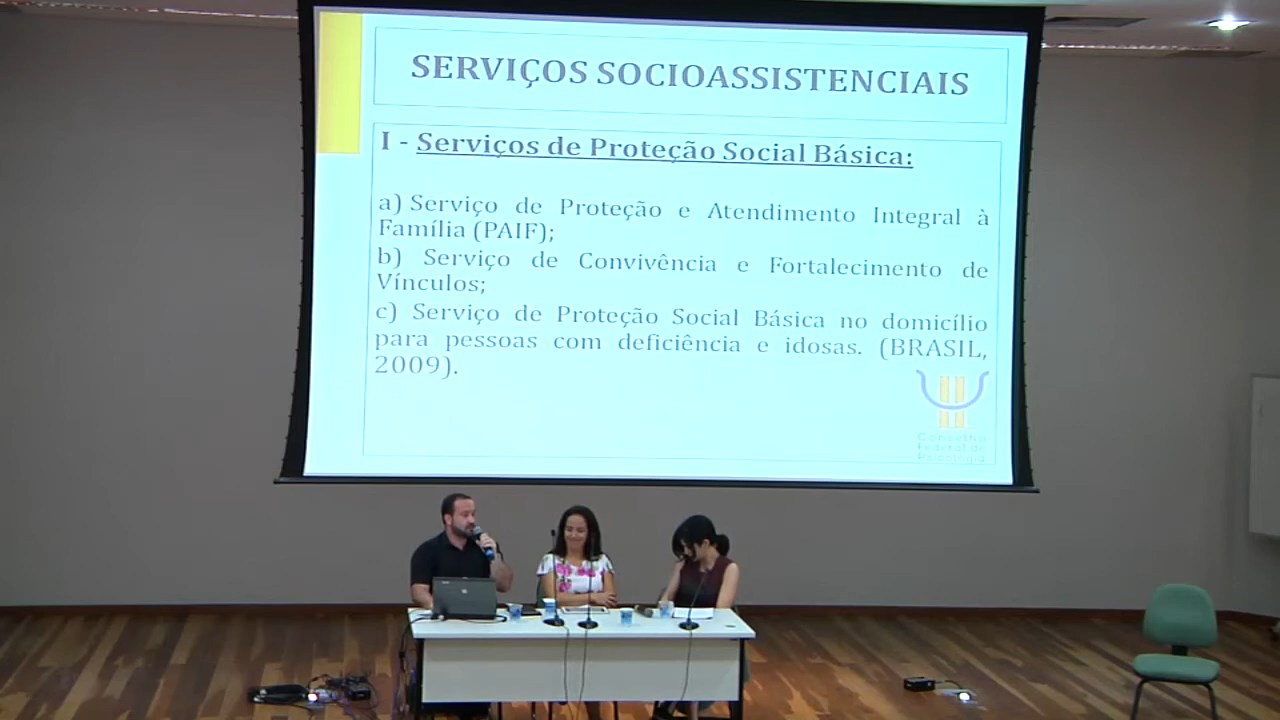 SERVIÇOS SOCIOASSISTENCIAIS
I - Serviços de Proteção Social Básica:
a) Serviço de Proteção e Atendimento Integral à
Família (PAIF);
b) Serviço de Convivência e Fortalecimento de
Vínculos;
c) Serviço de Proteção Social Básica no domicílio
para pessoas com deficiência e idosas. (BRASIL,
2009).
Conselho
Federal de
Psicologia